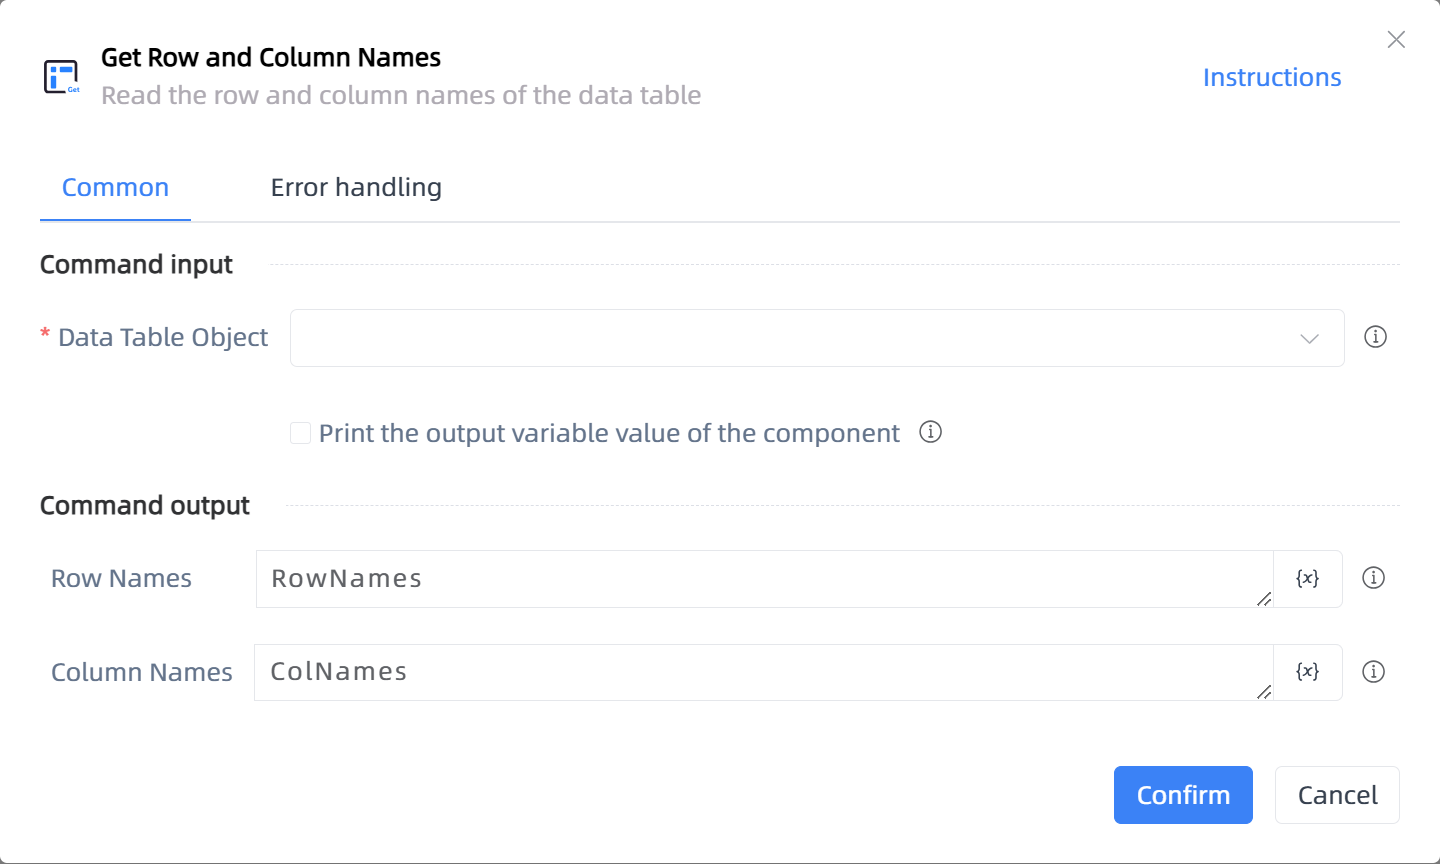 Get Row and Column Names
Get
Read the row and column names of the data table
Instructions
Common
Error handling
Command input
* Data Table Object
Print the output variable value of the component
Command output
Row Names
RowNames
{x}
Column Names
ColNames
{x}
Confirm
Cancel